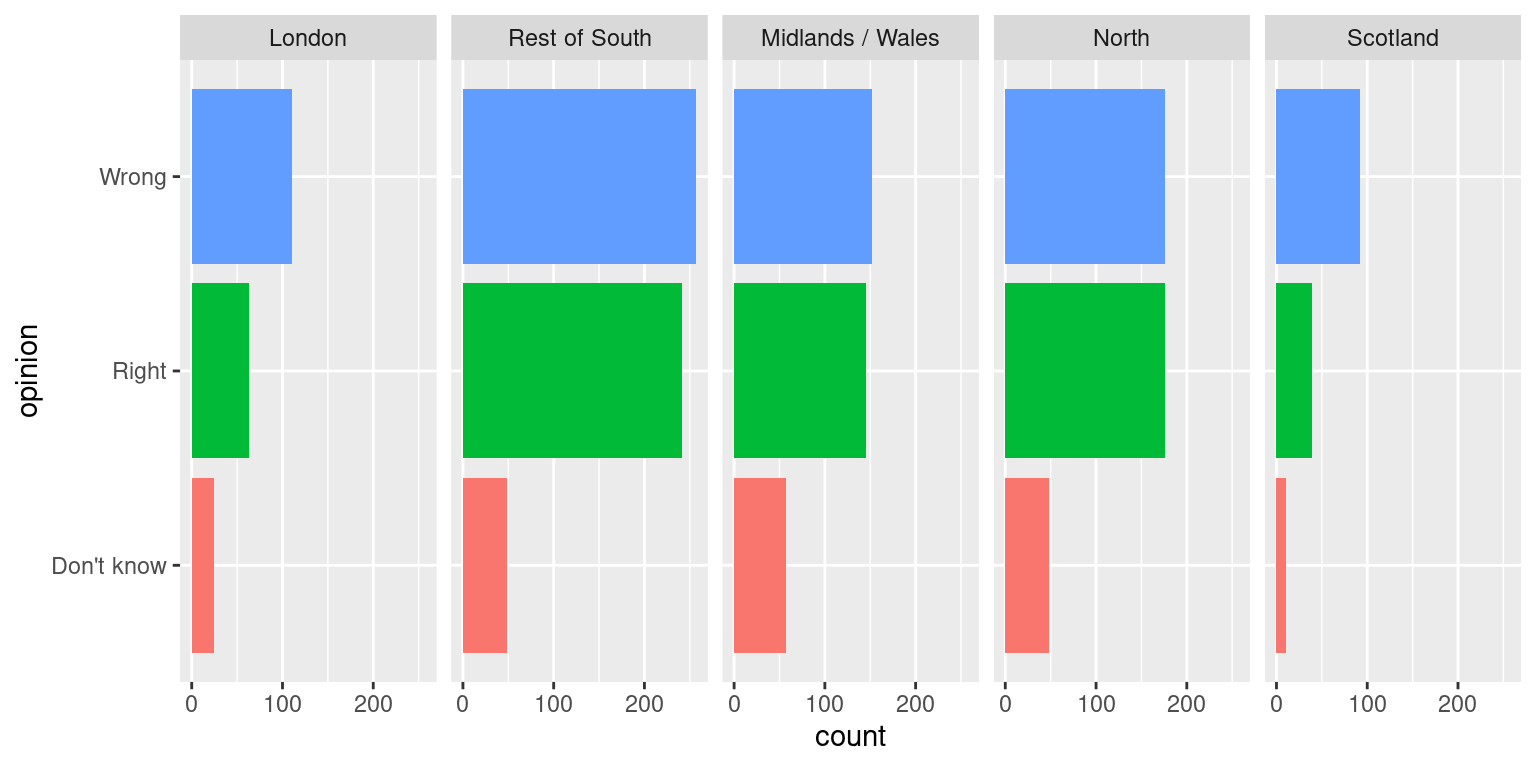 London
Rest of South
Midlands / Wales
North
Scotland
opinion
Wrong
Right
Don't know
0 100 200
0 100 200
0 100 200
0 100 200
0 100 200
count